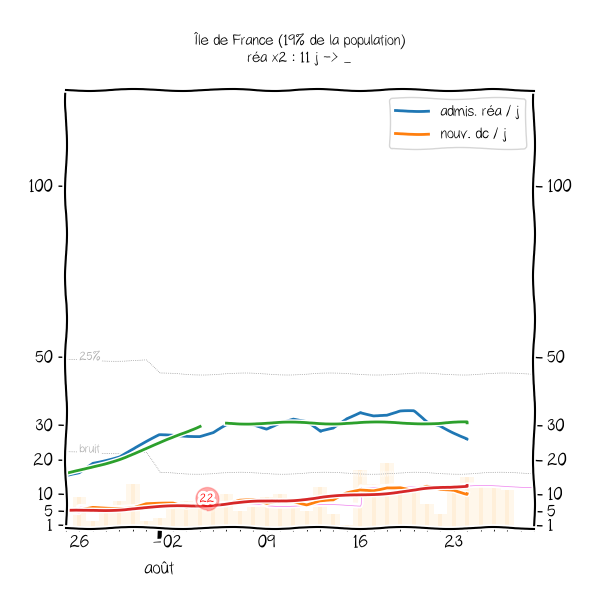 Île de France (19% de la population)
réa x2 : 11 j -> _
admis. réa / j
nouv. dc / j
100 100
50 25% 50
30 30
bruit
20 20
10 22 10
5 5
1 1
26 02 09 16 23
août